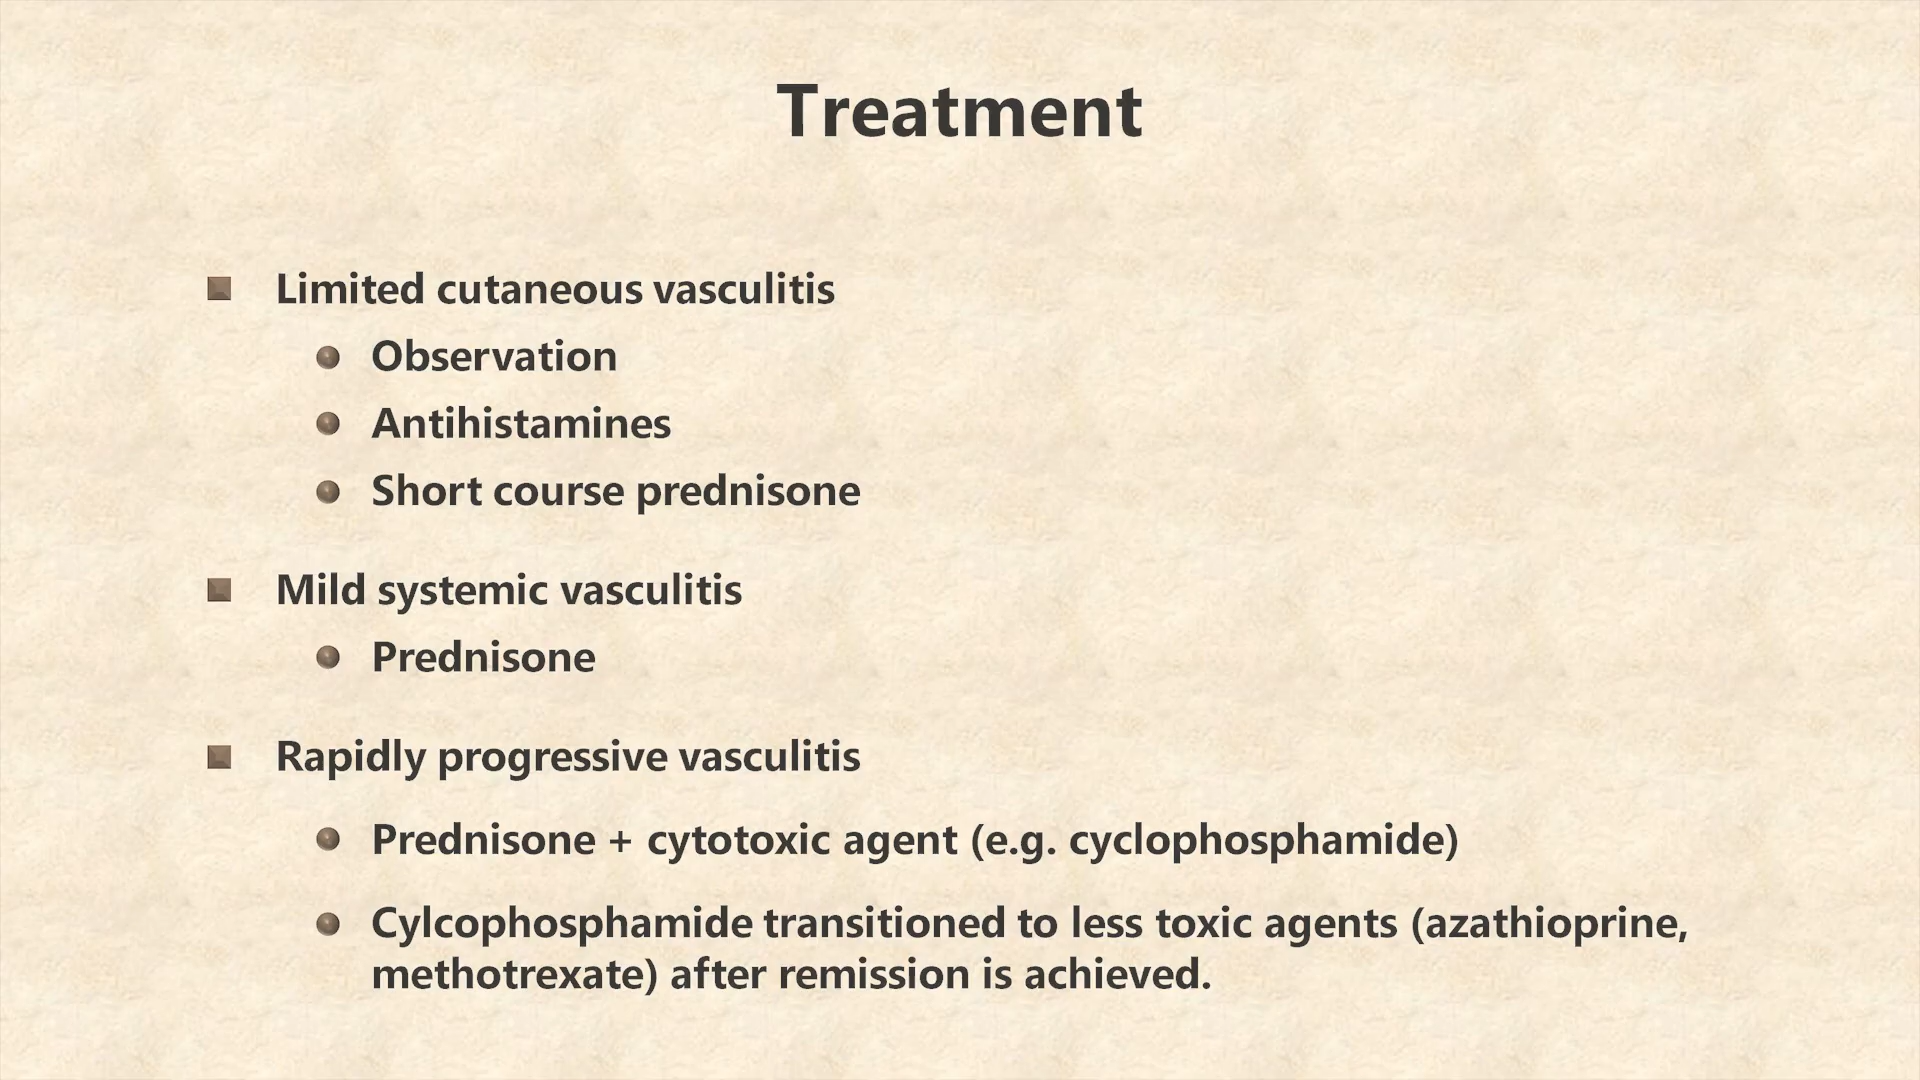 Treatment
Limited cutaneous vasculitis
Observation
Antihistamines
Short course prednisone
Mild systemic vasculitis
Prednisone
Rapidly progressive vasculitis
Prednisone + cytotoxic agent (e.g. cyclophosphamide)
Cylcophosphamide transitioned to less toxic agents (azathioprine,
methotrexate) after remission is achieved.